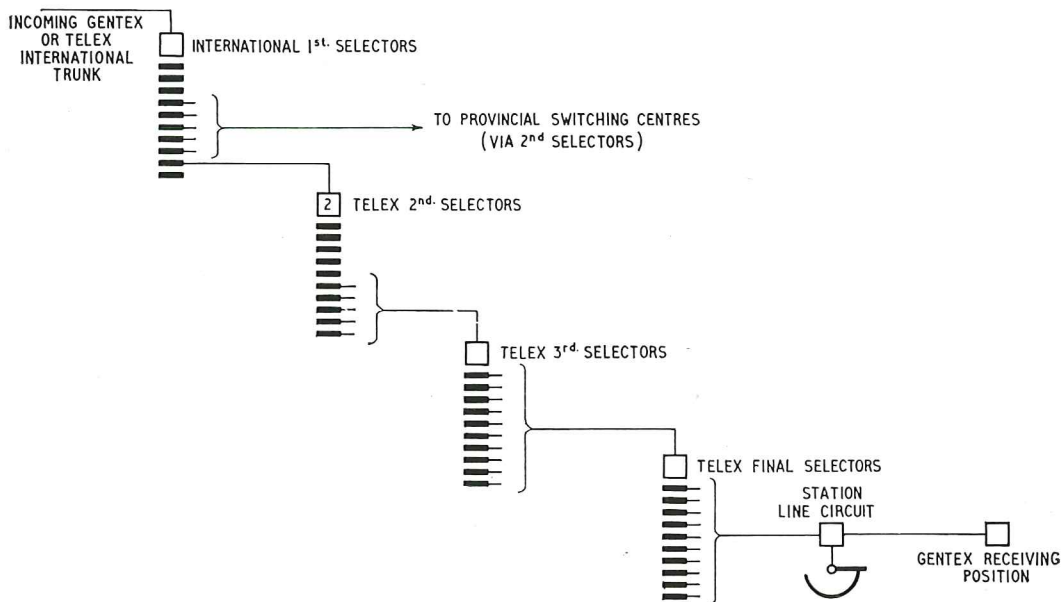 INCOMING GENTEX
OR TELEX
INTERNATIONAL
TRUNK
INTERNATIONAL 1st. SELECTORS
TO PROVINCIAL SWITCHING CENTRES
(VIA 2nd SELECTORS)
2
TELEX 2nd. SELECTORS
TELEX 3rd. SELECTORS
TELEX FINAL SELECTORS
STATION
LINE CIRCUIT
GENTEX RECEIVING
POSITION